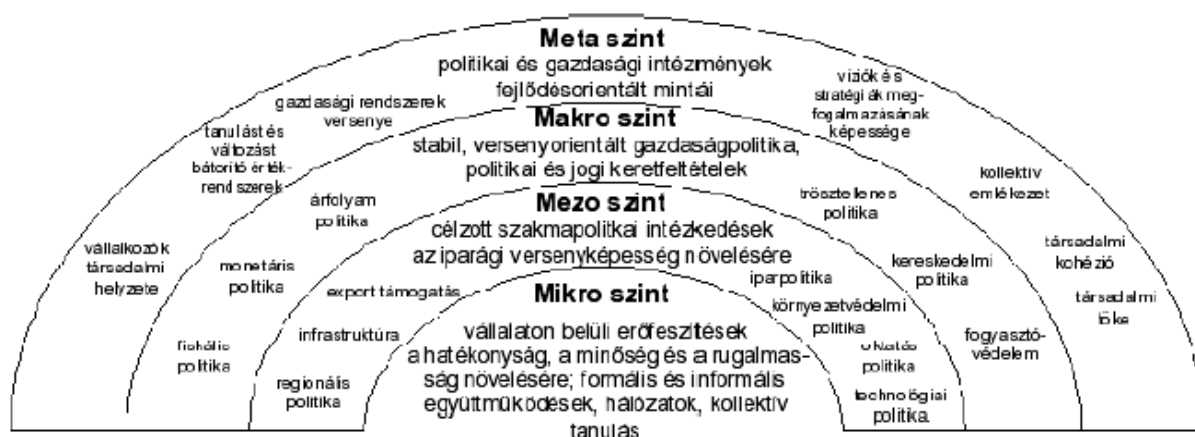 Meta szint
politikai és gazdasági intézmények
fejlődésorientált mintái
gazdasági rendszerek
versenye
víziók és
stratégiák meg-
fogalmazásának
képessége
tanulást és
változást
bátorító érték-
rendszerek
kollektív
emlékezet
vállalkozók
társadalmi
helyzete
társadalmi
kohézió
társadalmi
tőke
Makro szint
stabil, versenyorientált gazdaságpolitika,
politikai és jogi keretfeltételek
árfolyam
politika
trösztellenes
politika
monetáris
politika
kereskedelmi
politika
fiskális
politika
fogyasztó-
védelem
Mezo szint
célzott szakmapolitkai intézkedések
az iparági versenyképesség növelésére
export támogatás
iparpolitika
infrastruktúra
környezetvédelmi
politika
oktatás
politika
regionális
politika
technológiai
politika
Mikro szint
vállalaton belüli erőfeszítések
a hatékonyság, a minőség és a rugalmas-
ság növelésére; formális és informális
együttműködések, hálózatok, kollektív
tanulás